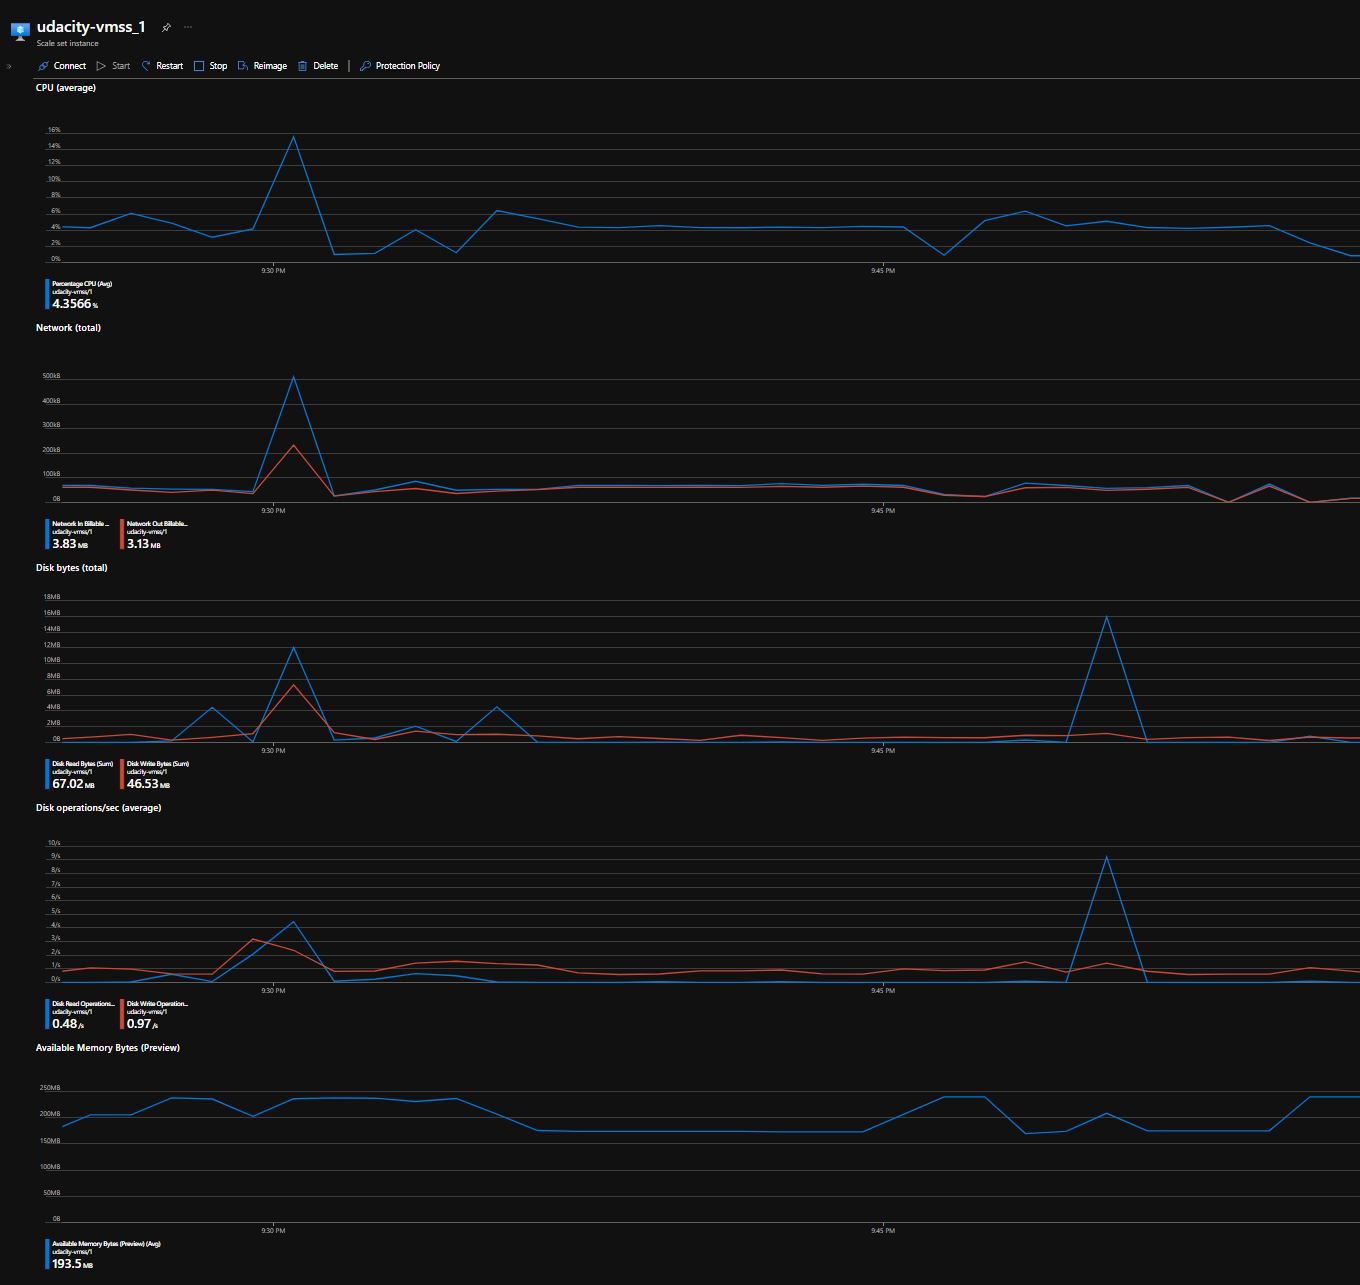 udacity-vmss_1 ...
Scale set instance
» Connect Start Restart Stop Reimage Delete | Protection Policy
CPU (average)
16%
14%
12%
10%
8%
6%
4%
2%
0%
9:30 PM 9:45 PM
Percentage CPU (Avg)
udacity-vmss/1
4.3566 %
Network (total)
500kB
400kB
300kB
200kB
100kB
0B
9:30 PM 9:45 PM
Network In Billable ... Network Out Billable...
udacity-vmss/1 udacity-vmss/1
3.83 MB 3.13 MB
Disk bytes (total)
18MB
16MB
14MB
12MB
10MB
8MB
6MB
4MB
2MB
0B
9:30 PM 9:45 PM
Disk Read Bytes (Sum) Disk Write Bytes (Sum)
udacity-vmss/1 udacity-vmss/1
67.02 MB 46.53 MB
Disk operations/sec (average)
10/s
9/s
8/s
7/s
6/s
5/s
4/s
3/s
2/s
1/s
0/s
9:30 PM 9:45 PM
Disk Read Operations... Disk Write Operation...
udacity-vmss/1 udacity-vmss/1
0.48 /s 0.97 /s
Available Memory Bytes (Preview)
250MB
200MB
150MB
100MB
50MB
0B
9:30 PM 9:45 PM
Available Memory Bytes (Preview) (Avg)
udacity-vmss/1
193.5 MB